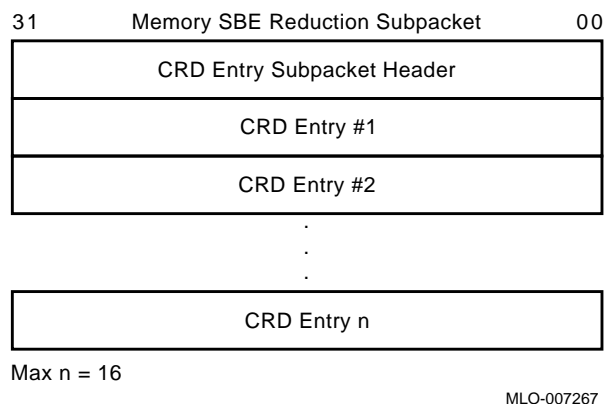 31 Memory SBE Reduction Subpacket 00
CRD Entry Subpacket Header
CRD Entry #1
CRD Entry #2
.
.
.
CRD Entry n
Max n = 16
MLO-007267